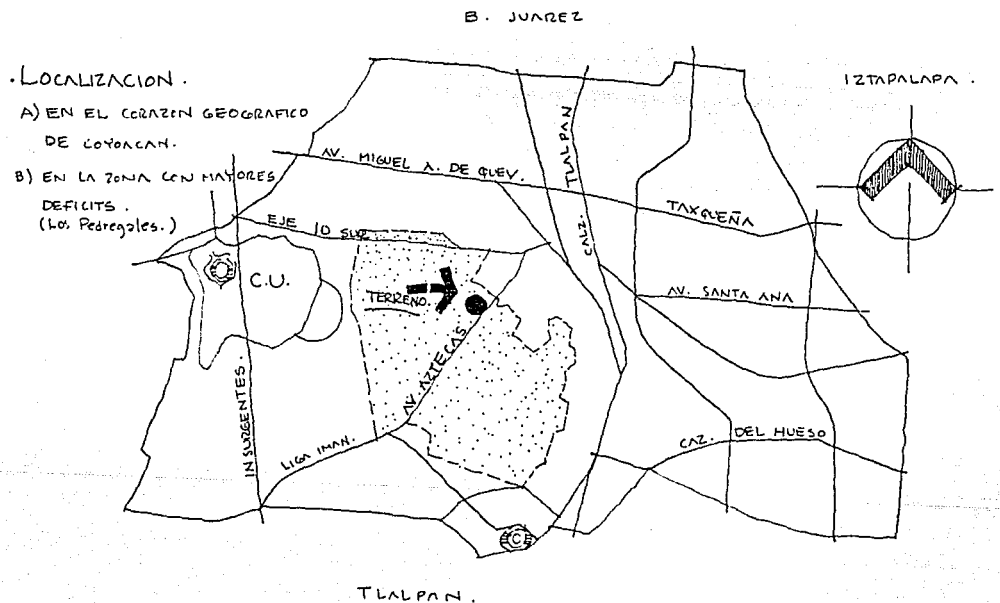 B. JUAREZ
. LOCALIZACION .
A) EN EL CORAZON GEOGRAFICO
DE COYOACAN.
B) EN LA ZONA CON MAYORES
DEFICITS .
(Los Pedregales.)
IZTAPALAPA .
AV. MIGUEL A. DE QUEV.
CALZ. TLALPAN
TAXQUEÑA
EJE 10 SUR
C.U.
TERRENO.
AV. SANTA ANA
AV. AZTECAS
INSURGENTES.
LIGA IMAN.
CAZ. DEL HUESO
C
TLALPAN.